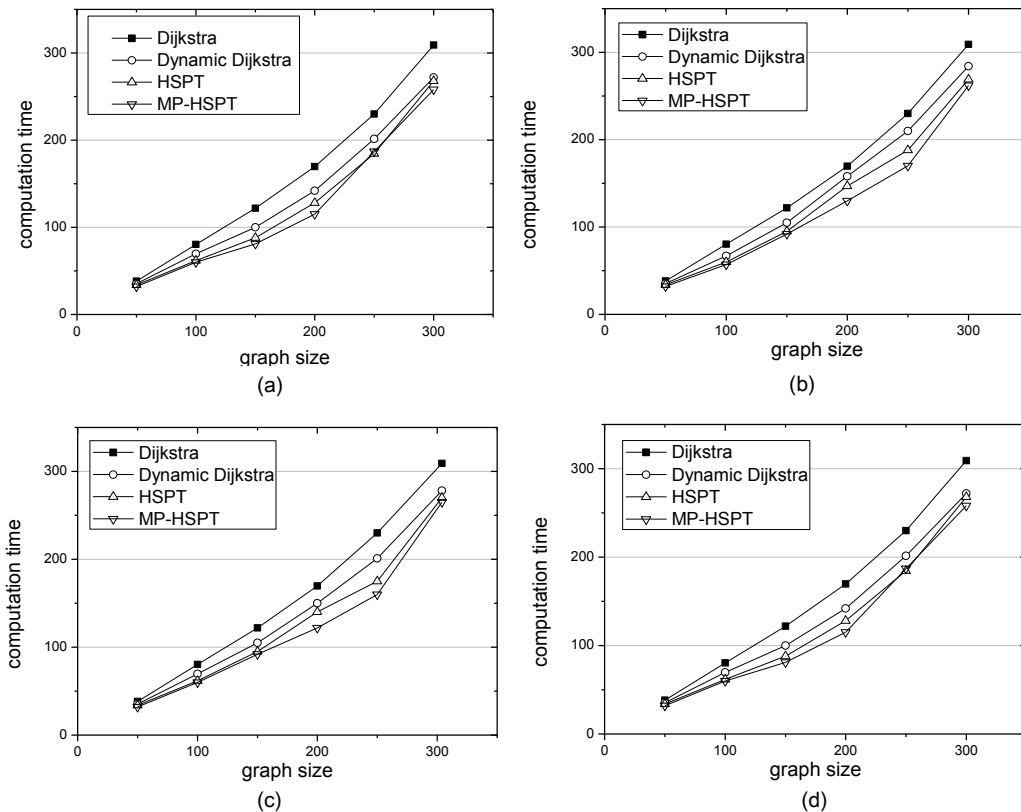 Dijkstra
Dynamic Dijkstra
HSPT
MP-HSPT
computation time
300
200
100
0
0
100
200
300
graph size
(a)
Dijkstra
Dynamic Dijkstra
HSPT
MP-HSPT
computation time
300
200
100
0
0
100
200
300
graph size
(b)
Dijkstra
Dynamic Dijkstra
HSPT
MP-HSPT
computation time
300
200
100
0
0
100
200
300
graph size
(c)
Dijkstra
Dynamic Dijkstra
HSPT
MP-HSPT
computation time
300
200
100
0
0
100
200
300
graph size
(d)